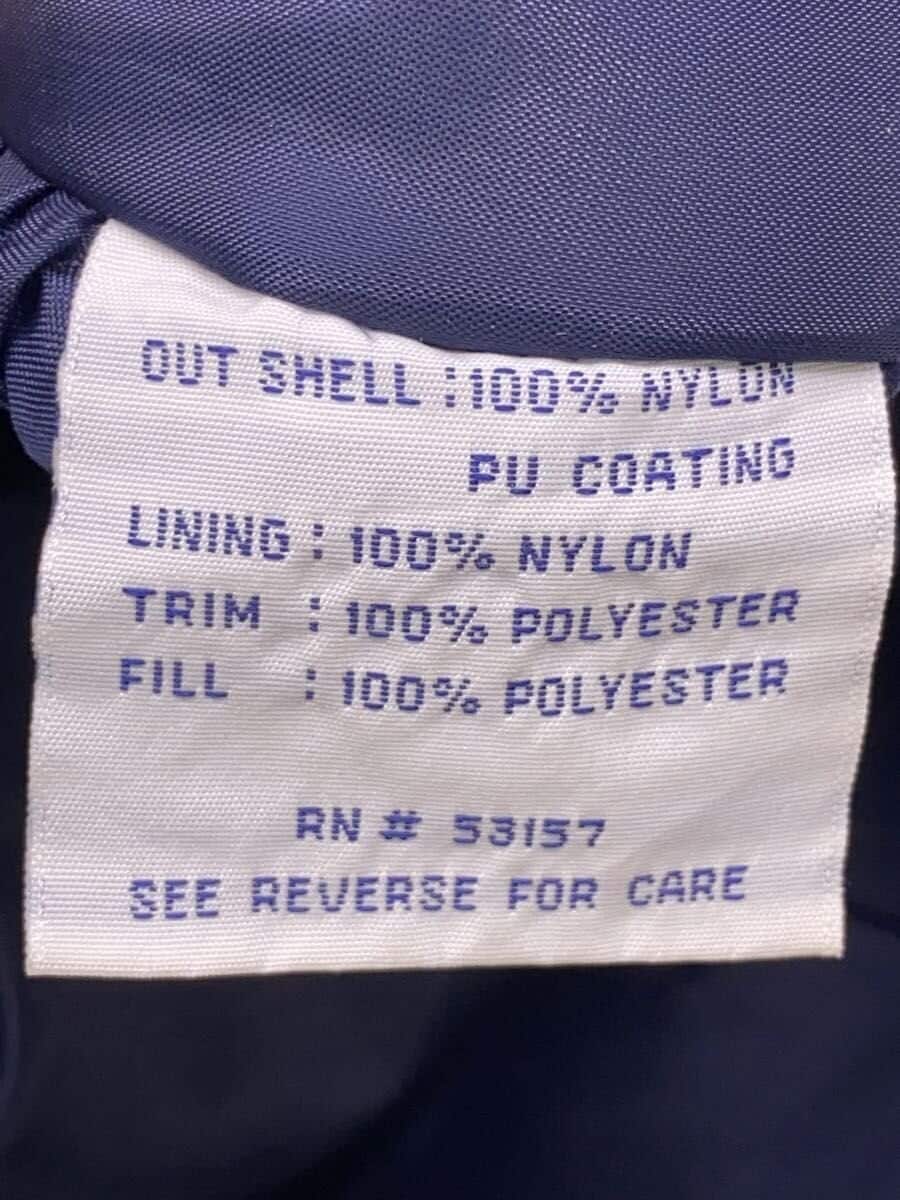 OUT SHELL : 100% NYLON
PU COATING
LINING : 100% NYLON
TRIM : 100% POLYESTER
FILL : 100% POLYESTER
RN # 53157
SEE REVERSE FOR CARE